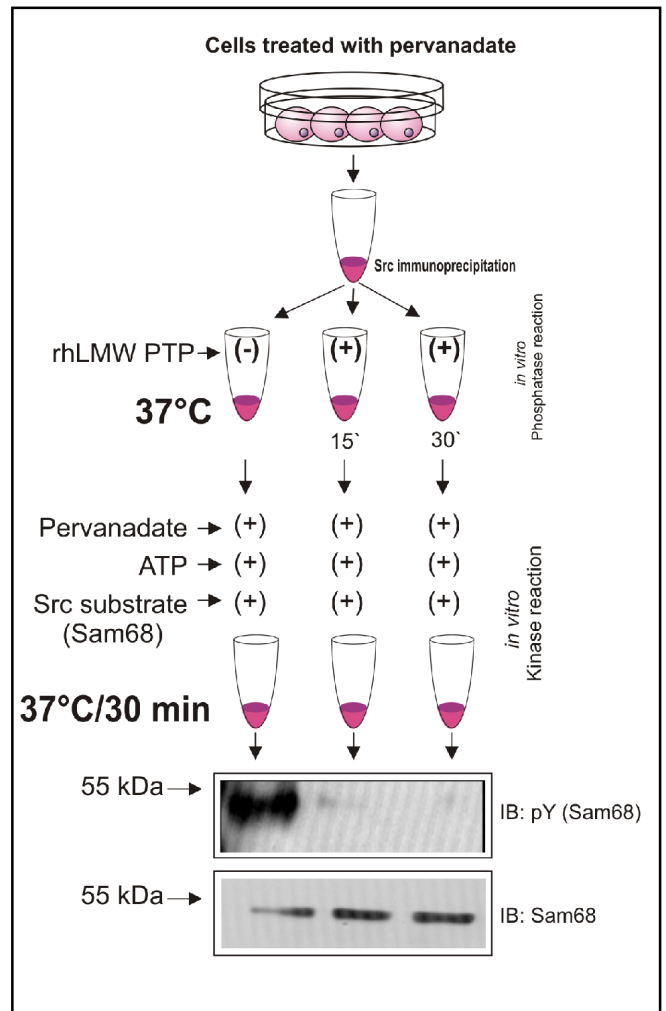 Cells treated with pervanadate
Src immunoprecipitation
rhLMW PTP
(-) (+) (+)
37°C
15` 30`
in vitro
Phosphatase reaction
Pervanadate (+) (+) (+)
ATP (+) (+) (+)
Src substrate (+) (+) (+)
(Sam68)
in vitro
Kinase reaction
37°C/30 min
55 kDa
IB: pY (Sam68)
55 kDa
IB: Sam68